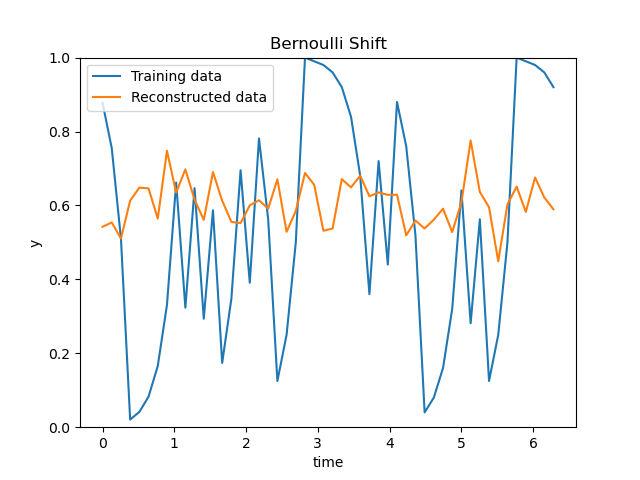 Bernoulli Shift
Training data
Reconstructed data
1.0
0.8
0.6
0.4
0.2
0.0
y
0 1 2 3 4 5 6
time